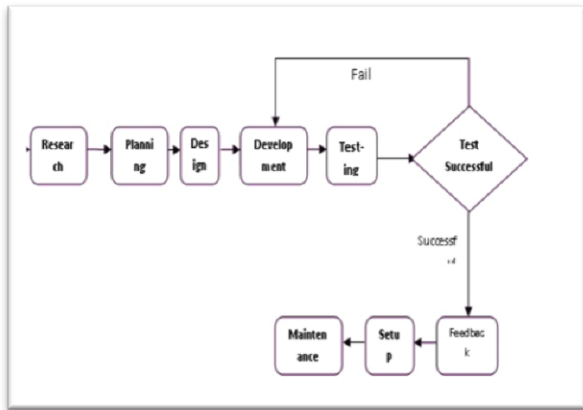 Fail
Resear
ch
Planni
ng
Des
ign
Develop
ment
Test-
ing
Test
Successful
Successf
Mainten
ance
Setu
p
Feedbac
k